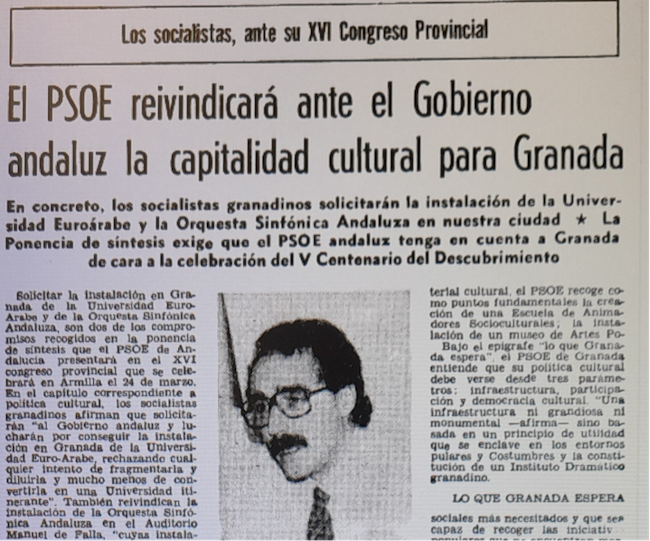 Los socialistas, ante su XVI Congreso Provincial
El PSOE reivindicará ante el Gobierno
andaluz la capitalidad cultural para Granada
En concreto, los socialistas granadinos solicitarán la instalación de la Univer-
sidad Euroárabe y la Orquesta Sinfónica Andaluza en nuestra ciudad ★ La
Ponencia de síntesis exige que el PSOE andaluz tenga en cuenta a Granada
de cara a la celebración del V Centenario del Descubrimiento
Solicitar la instalación en Gra-
nada de la Universidad Euro-
Arabe y de la Orquesta Sinfónica
Andaluza, son dos de los compro-
misos recogidos en la ponencia
de síntesis que el PSOE de An-
dalucía presentará en el XVI
congreso provincial que se cele-
brará en Armilla el 24 de marzo.
En el capítulo correspondiente a
política cultural, los socialistas
granadinos afirman que solicita-
rán "al Gobierno andaluz y lu-
charán por conseguir la instala-
ción en Granada de la Universi-
dad Euro-Arabe, rechazando cual-
quier intento de fragmentarla y
diluirla y mucho menos de con-
vertirla en una Universidad iti-
nerante". También reivindican la
instalación de la Orquesta Sinfó-
nica Andaluza en el Auditorio
Manuel de Falla, "cuyas instala-
terial cultural, el PSOE recoge co-
mo puntos fundamentales la crea-
ción de una Escuela de Anima-
dores Socioculturales; la insta-
lación de un museo de Artes Po-
Bajo el epígrafe "lo que Grana-
da espera", el PSOE de Granada
entiende que su política cultural
debe verse desde tres paráme-
tros: infraestructura, participa-
ción y democracia cultural. "Una
infraestructura ni grandiosa ni
monumental —afirma— sino ba-
sada en un principio de utilidad
que se enclave en los entornos
pulares y Costumbres y la consti-
tución de un Instituto Dramático
granadino.
LO QUE GRANADA ESPERA
sociales más necesitados y que sea
capaz de recoger las iniciativ